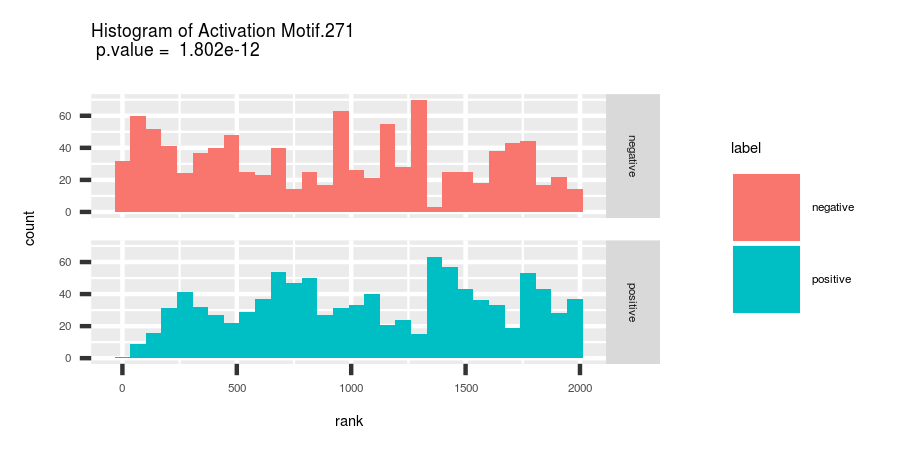 Histogram of Activation Motif.271
p.value = 1.802e-12
count
60
40
20
0
negative
60
40
20
0
positive
0
500
1000
1500
2000
rank
label
negative
positive